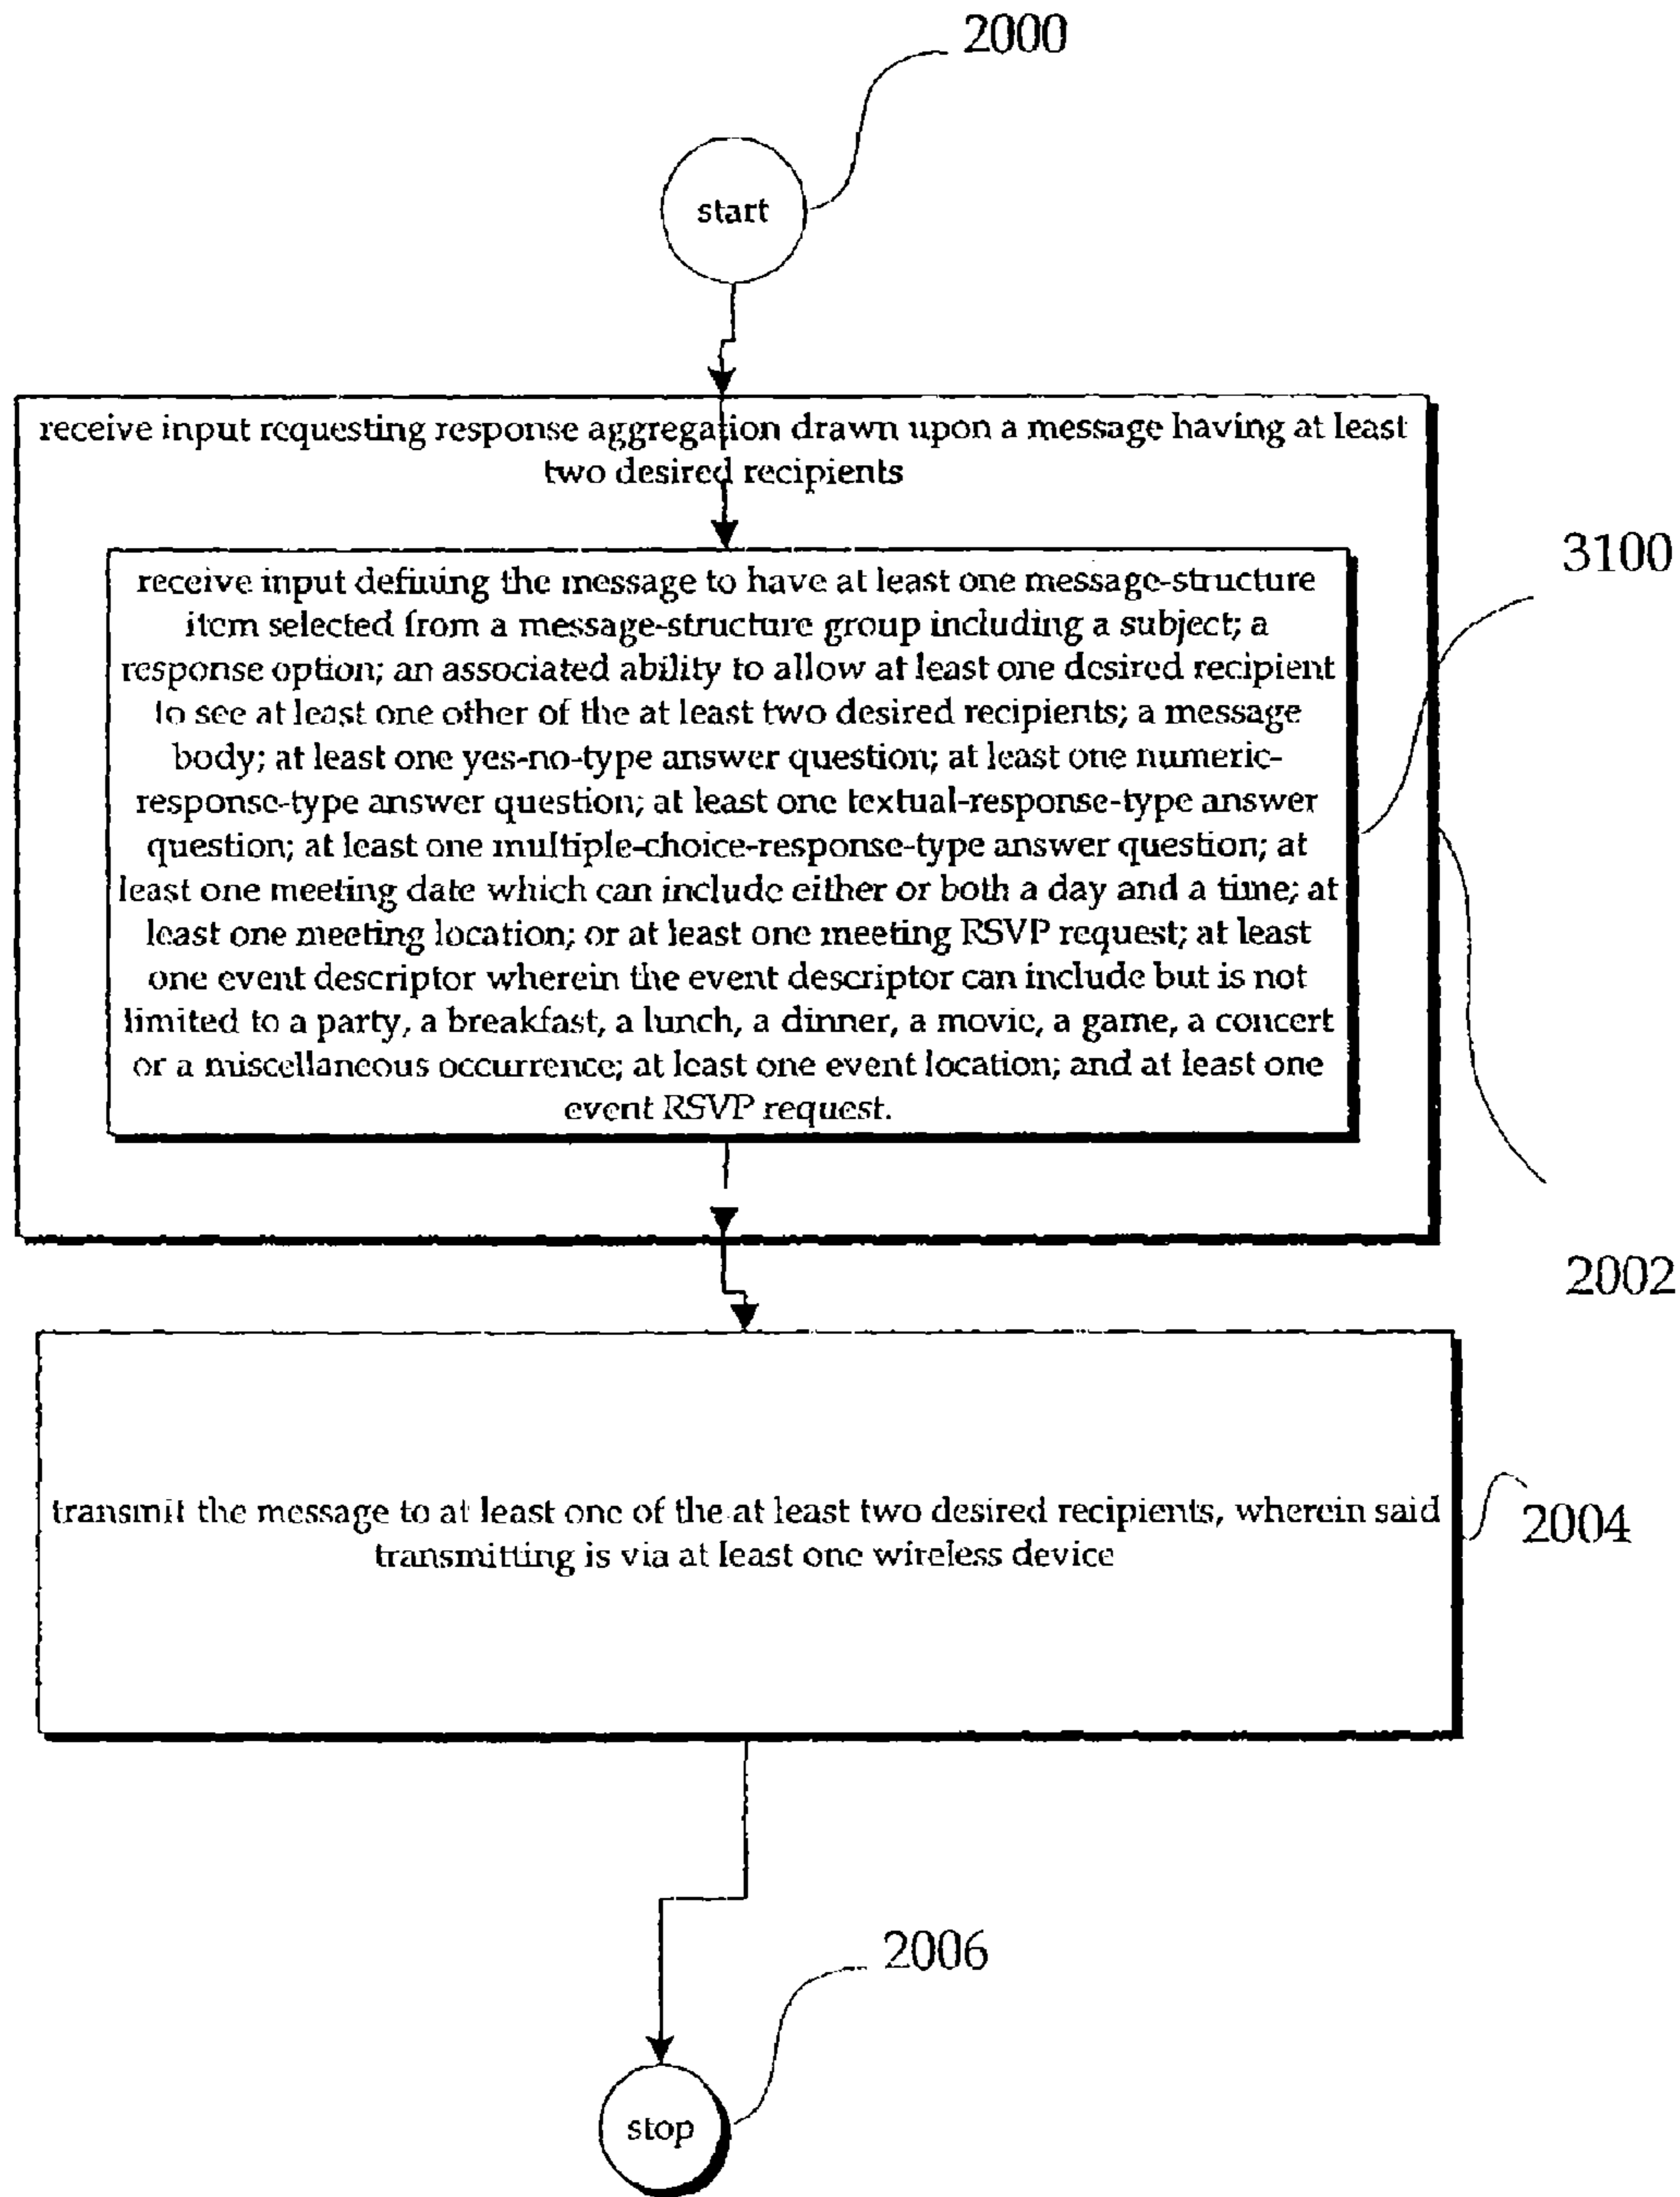 2000
start
receive input requesting response aggregation drawn upon a message having at least
two desired recipients
3100
receive input defining the message to have at least one message-structure
item selected from a message-structure group including a subject; a
response option; an associated ability to allow at least one desired recipient
to see at least one other of the at least two desired recipients; a message
body; at least one yes-no-type answer question; at least one numeric-
response-type answer question; at least one textual-response-type answer
question; at least one multiple-choice-response-type answer question; at
least one meeting date which can include either or both a day and a time; at
least one meeting location; or at least one meeting RSVP request; at least
one event descriptor wherein the event descriptor can include but is not
limited to a party, a breakfast, a lunch, a dinner, a movie, a game, a concert
or a miscellaneous occurrence; at least one event location; and at least one
event RSVP request.
2002
transmit the message to at least one of the at least two desired recipients, wherein said
transmitting is via at least one wireless device
2004
2006
stop